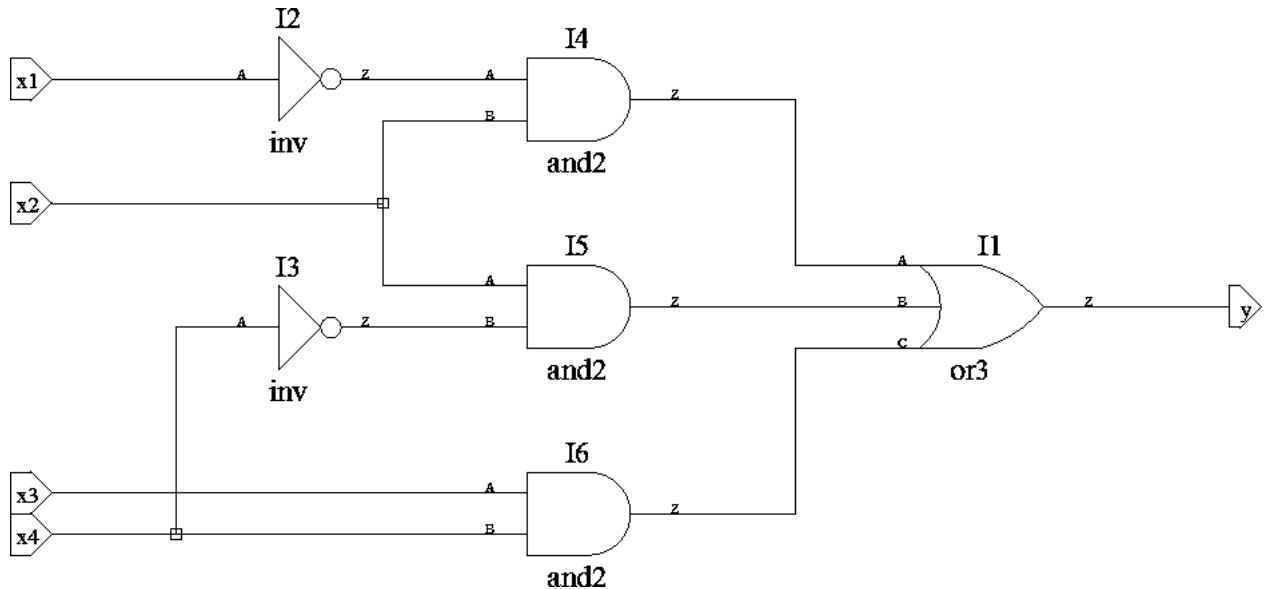 I2
I4
x1 A Z A Z
B
inv and2
x2
I5 I1
I3 A A
A Z B Z B Z y
C
inv and2 or3
I6
x3 A
Z
x4 B
and2